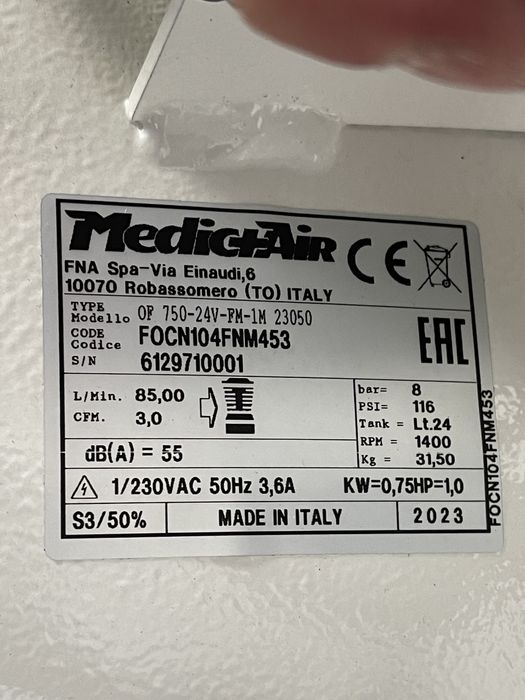 MedicAir CE
FNA Spa-Via Einaudi,6
10070 Robassomero (TO) ITALY
TYPE
Modello OF 750-24V-FM-1M 23050
CODE
Codice FOCN104FNM453
S/N 6129710001
EAC
L/Min. 85,00
CFM. 3,0
bar= 8
PSI= 116
Tank = Lt.24
RPM = 1400
Kg = 31,50
dB(A) = 55
1/230VAC 50Hz 3,6A KW=0,75HP=1,0
S3/50% MADE IN ITALY 2023
FOCN104FNM453